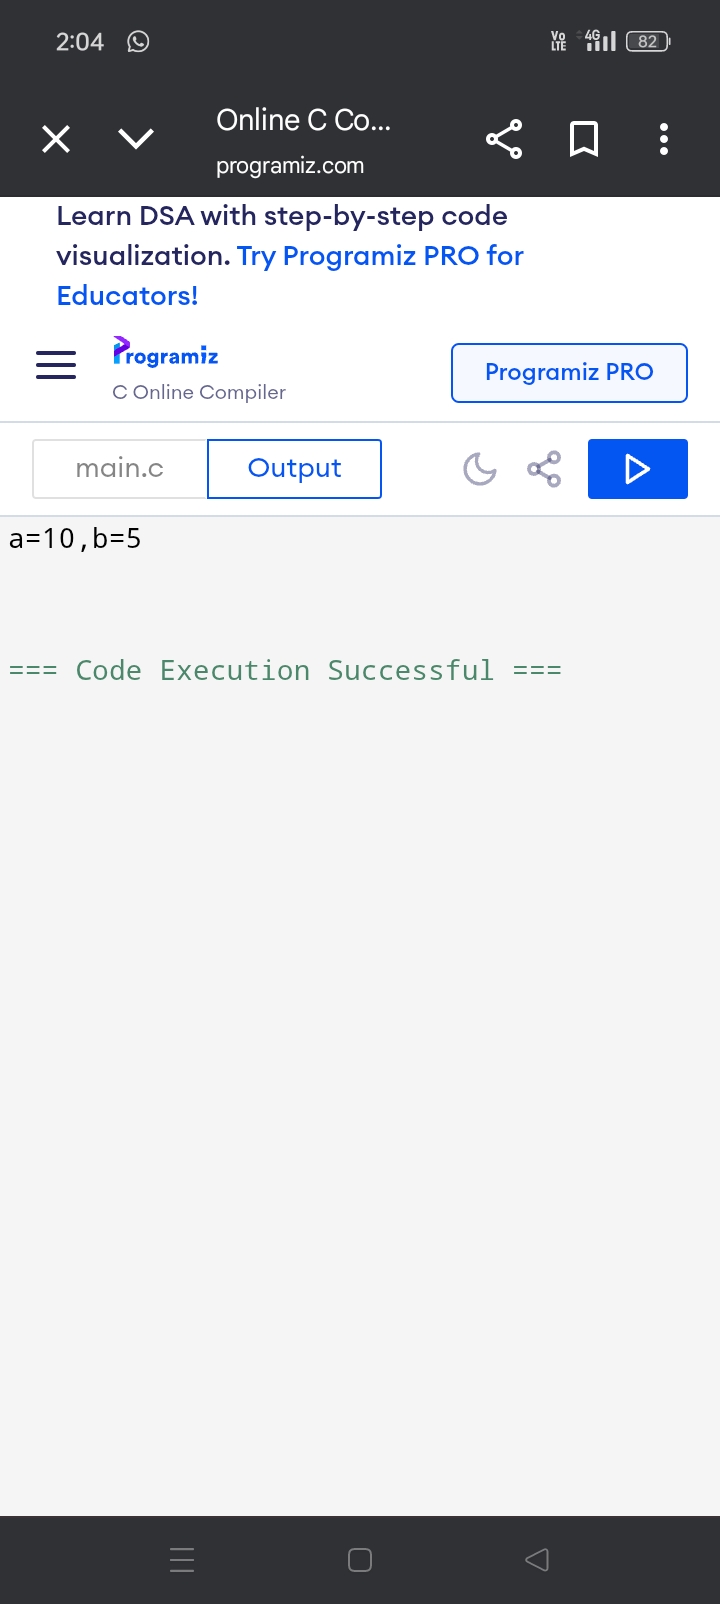 2:04
Vo LTE 4G 82
Online C Co...
programiz.com
Learn DSA with step-by-step code
visualization. Try Programiz PRO for
Educators!
Programiz
C Online Compiler
Programiz PRO
main.c
Output
a=10,b=5
=== Code Execution Successful ===